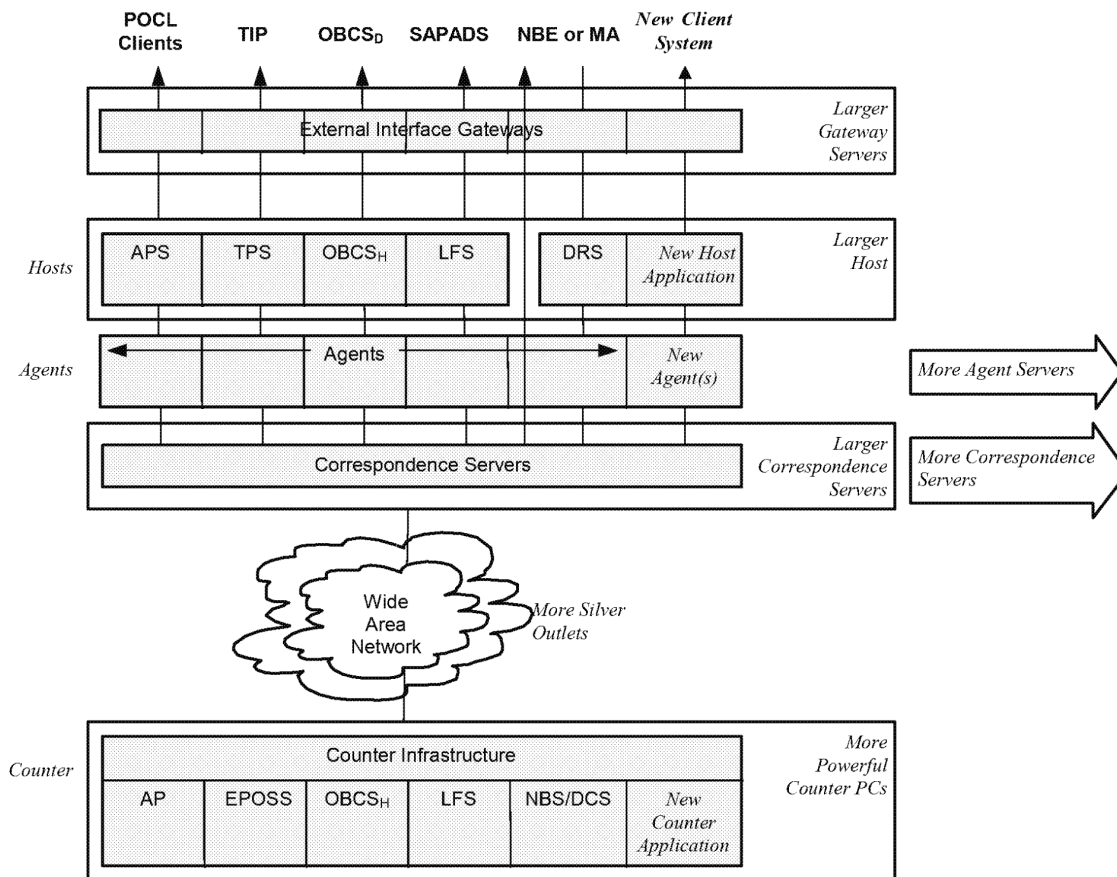 POCL
Clients
TIP
OBCSD
SAPADS
NBE or MA
New Client
System
External Interface Gateways
Larger
Gateway
Servers
Hosts
APS
TPS
OBCSH
LFS
DRS
New Host
Application
Larger
Host
Agents
Agents
New
Agent(s)
More Agent Servers
Correspondence Servers
Larger
Correspondence
Servers
More Correspondence
Servers
Wide
Area
Network
More Silver
Outlets
Counter
Counter Infrastructure
AP
EPOSS
OBCSH
LFS
NBS/DCS
New
Counter
Application
More
Powerful
Counter PCs